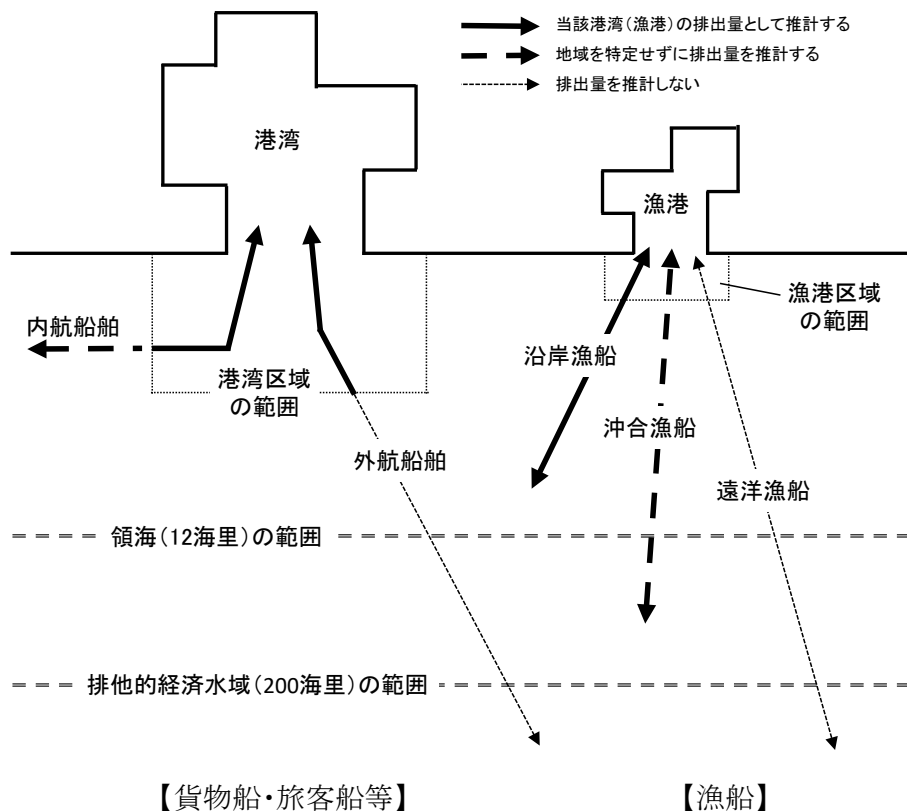 当該港湾(漁港)の排出量として推計する
地域を特定せずに排出量を推計する
排出量を推計しない
港湾
漁港
漁港区域
の範囲
内航船舶
港湾区域
の範囲
沿岸漁船
沖合漁船
外航船舶
遠洋漁船
領海(12海里)の範囲
排他的経済水域(200海里)の範囲
【貨物船・旅客船等】
【漁船】